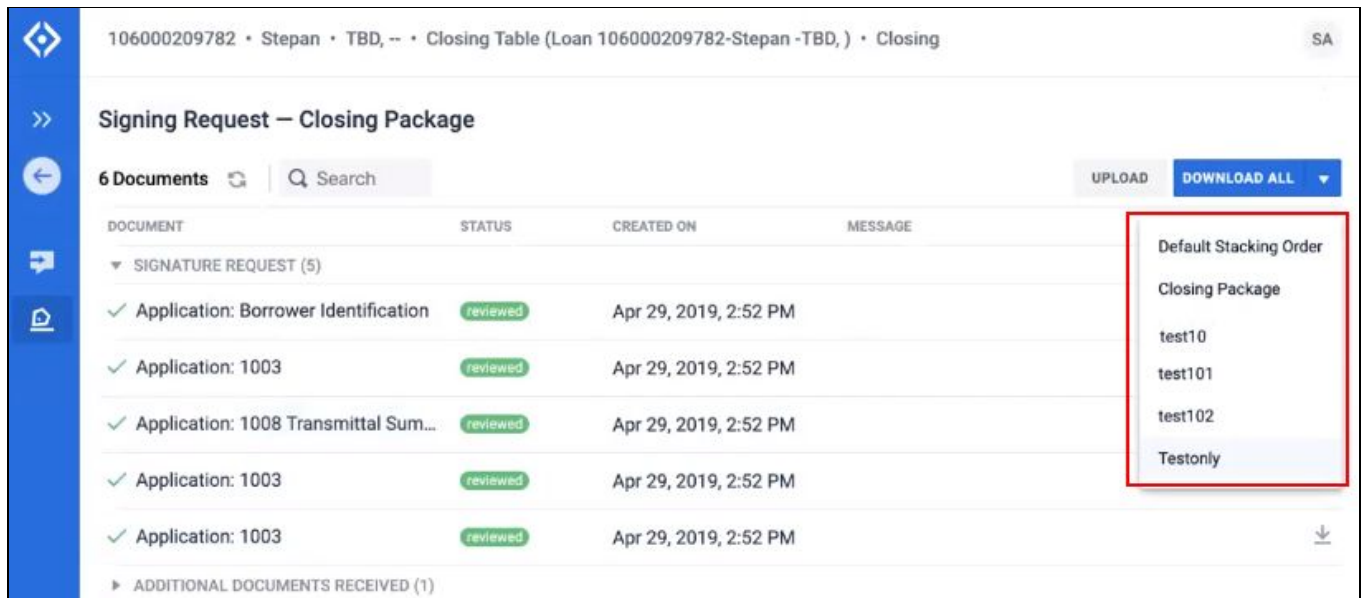 106000209782 • Stepan • TBD, -- • Closing Table (Loan 106000209782-Stepan -TBD, ) • Closing
SA
Signing Request — Closing Package
6 Documents
Search
UPLOAD
DOWNLOAD ALL
DOCUMENT STATUS CREATED ON MESSAGE
SIGNATURE REQUEST (5)
Application: Borrower Identification reviewed Apr 29, 2019, 2:52 PM
Application: 1003 reviewed Apr 29, 2019, 2:52 PM
Application: 1008 Transmittal Sum... reviewed Apr 29, 2019, 2:52 PM
Application: 1003 reviewed Apr 29, 2019, 2:52 PM
Application: 1003 reviewed Apr 29, 2019, 2:52 PM
ADDITIONAL DOCUMENTS RECEIVED (1)
Default Stacking Order
Closing Package
test10
test101
test102
Testonly